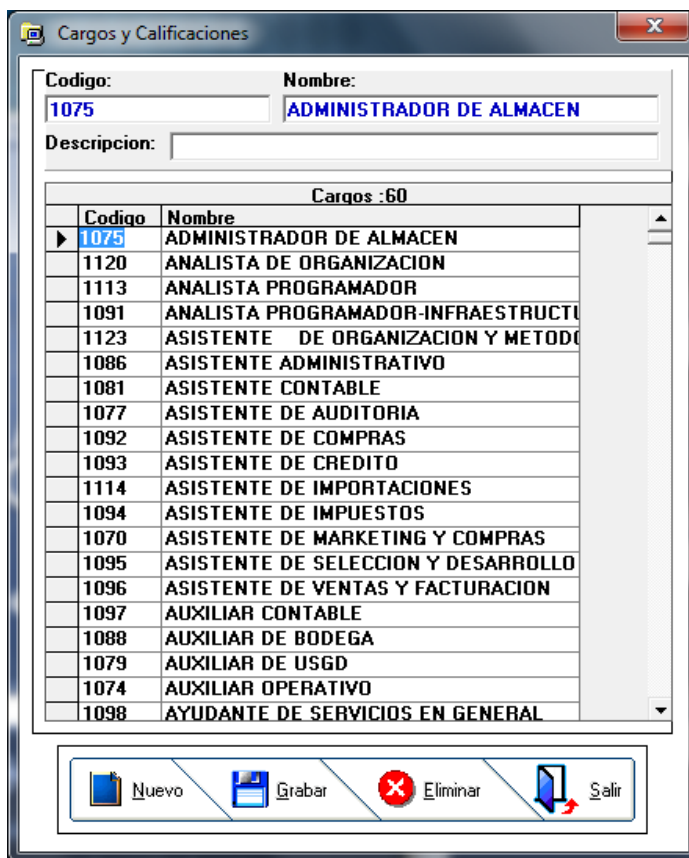 Cargos y Calificaciones
Codigo: Nombre:
1075 ADMINISTRADOR DE ALMACEN
Descripcion:
Cargos :60
Codigo Nombre
1075 ADMINISTRADOR DE ALMACEN
1120 ANALISTA DE ORGANIZACION
1113 ANALISTA PROGRAMADOR
1091 ANALISTA PROGRAMADOR-INFRAESTRUCTU
1123 ASISTENTE DE ORGANIZACION Y METODO
1086 ASISTENTE ADMINISTRATIVO
1081 ASISTENTE CONTABLE
1077 ASISTENTE DE AUDITORIA
1092 ASISTENTE DE COMPRAS
1093 ASISTENTE DE CREDITO
1114 ASISTENTE DE IMPORTACIONES
1094 ASISTENTE DE IMPUESTOS
1070 ASISTENTE DE MARKETING Y COMPRAS
1095 ASISTENTE DE SELECCION Y DESARROLLO
1096 ASISTENTE DE VENTAS Y FACTURACION
1097 AUXILIAR CONTABLE
1088 AUXILIAR DE BODEGA
1079 AUXILIAR DE USGD
1074 AUXILIAR OPERATIVO
1098 AYUDANTE DE SERVICIOS EN GENERAL
Nuevo Grabar Eliminar Salir